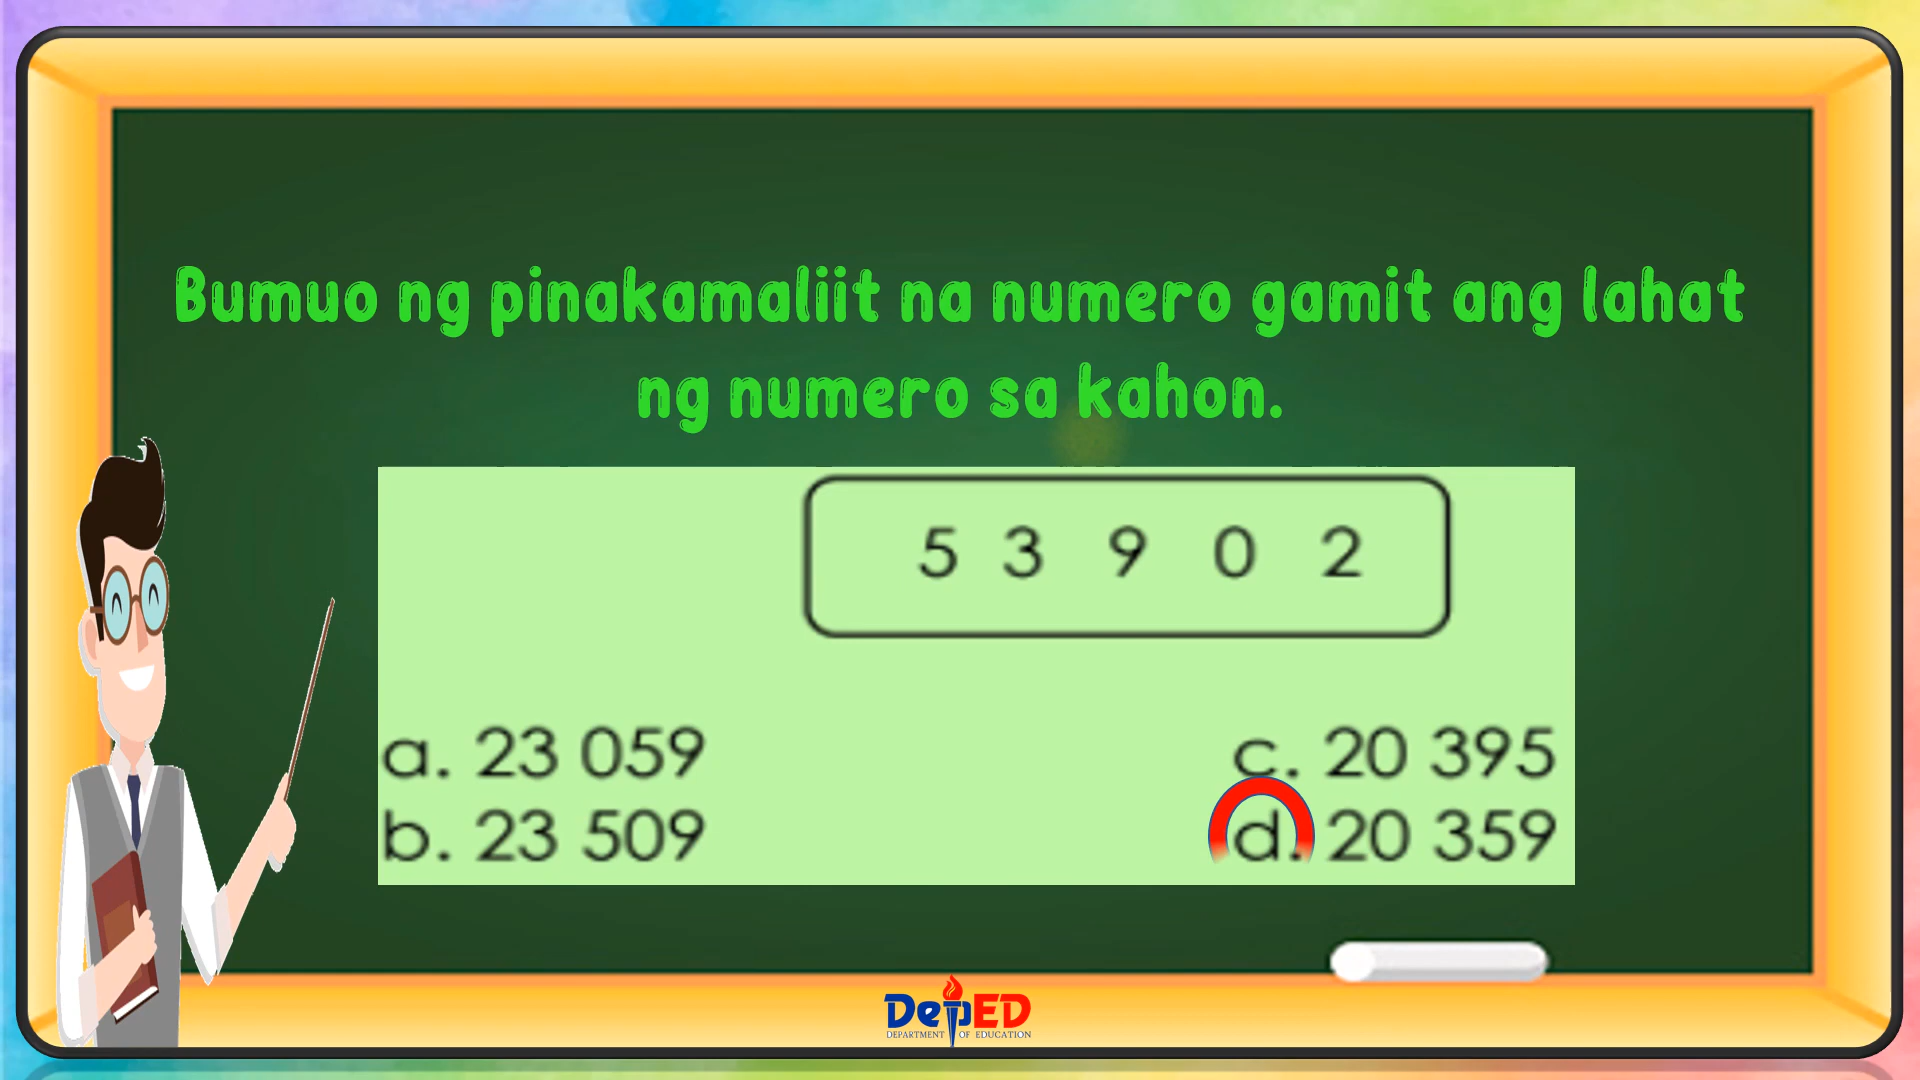 Bumuo ng pinakamaliit na numero gamit ang lahat
ng numero sa kahon.
5 3 9 0 2
a. 23 059
b. 23 509
c. 20 395
d. 20 359
DepED
DEPARTMENT OF EDUCATION